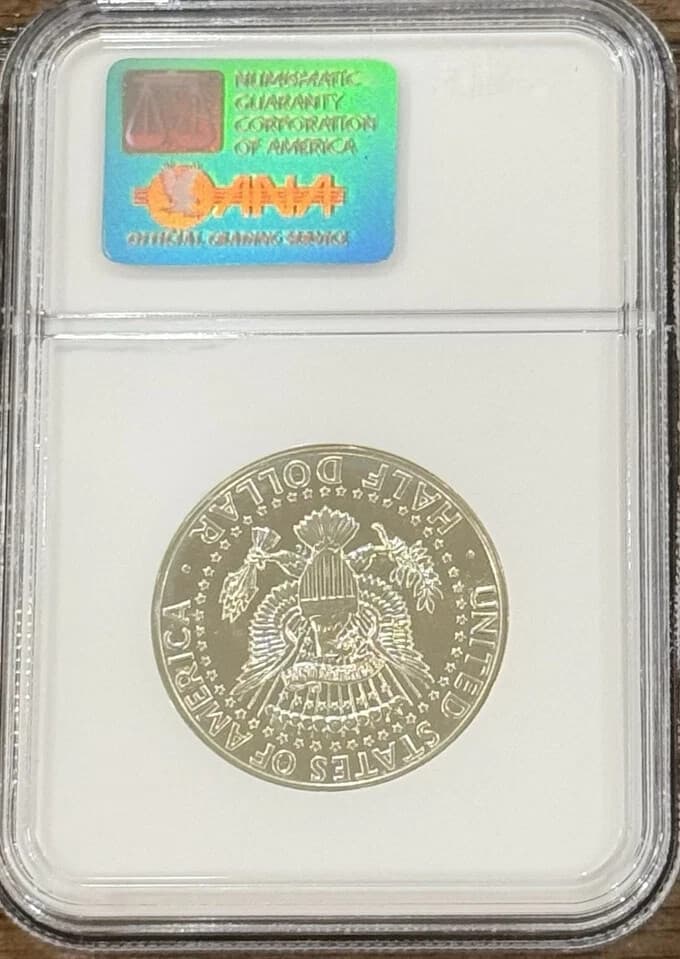 NUMISMATIC
GUARANTY
CORPORATION
OF AMERICA
ANA
OFFICIAL GRADING SERVICE
UNITED STATES OF AMERICA
• HALF DOLLAR •